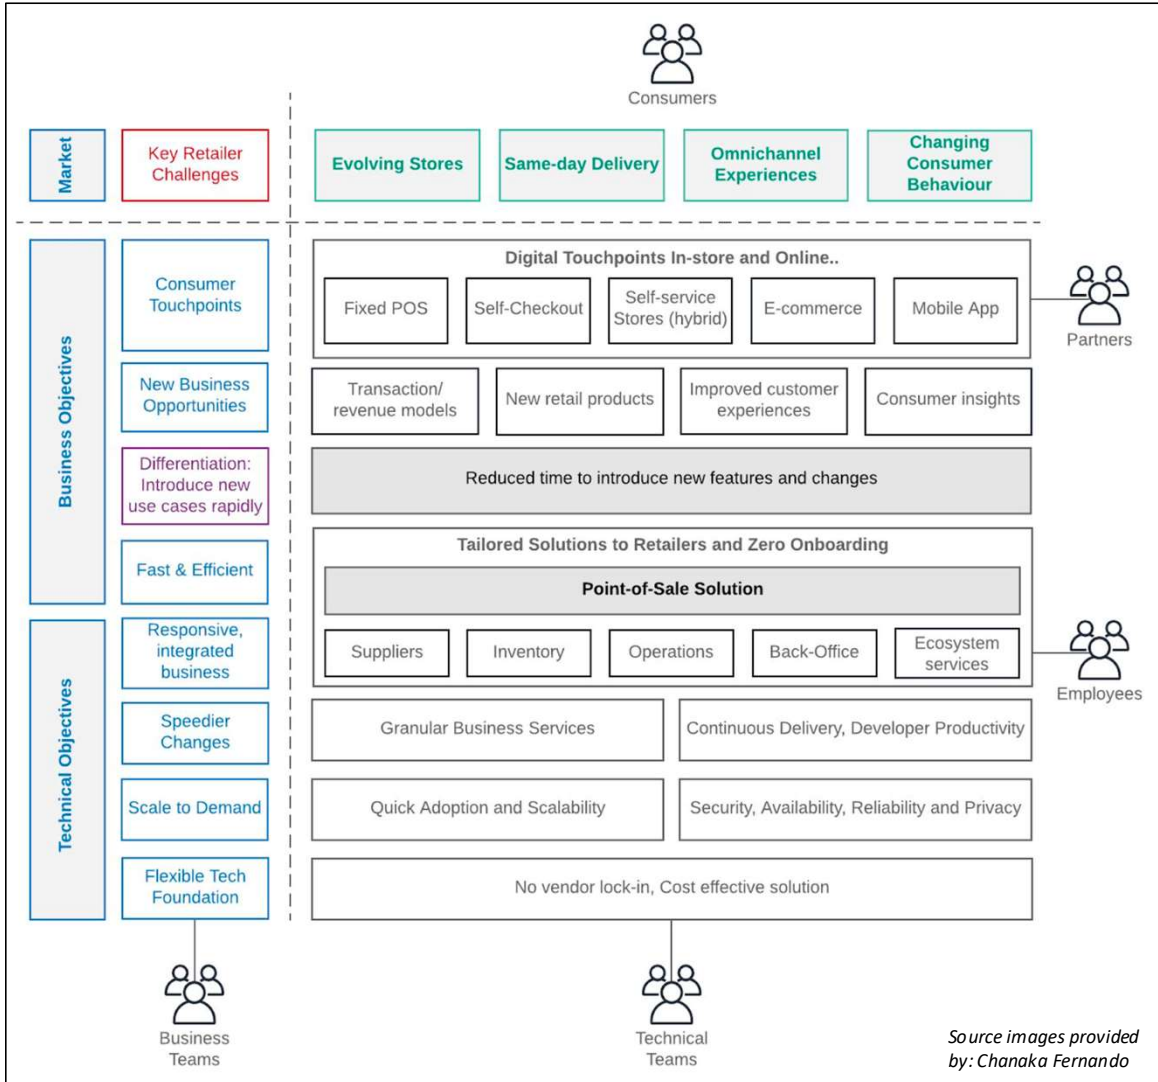 Consumers
Market
Key Retailer
Challenges
Evolving Stores
Same-day Delivery
Omnichannel
Experiences
Changing
Consumer
Behaviour
Business Objectives
Consumer
Touchpoints
Digital Touchpoints In-store and Online..
Fixed POS
Self-Checkout
Self-service
Stores (hybrid)
E-commerce
Mobile App
Partners
New Business
Opportunities
Transaction/
revenue models
New retail products
Improved customer
experiences
Consumer insights
Differentiation:
Introduce new
use cases rapidly
Reduced time to introduce new features and changes
Fast & Efficient
Tailored Solutions to Retailers and Zero Onboarding
Point-of-Sale Solution
Technical Objectives
Responsive,
integrated
business
Suppliers
Inventory
Operations
Back-Office
Ecosystem
services
Employees
Speedier
Changes
Granular Business Services
Continuous Delivery, Developer Productivity
Scale to Demand
Quick Adoption and Scalability
Security, Availability, Reliability and Privacy
Flexible Tech
Foundation
No vendor lock-in, Cost effective solution
Business
Teams
Technical
Teams
Source images provided
by: Chanaka Fernando